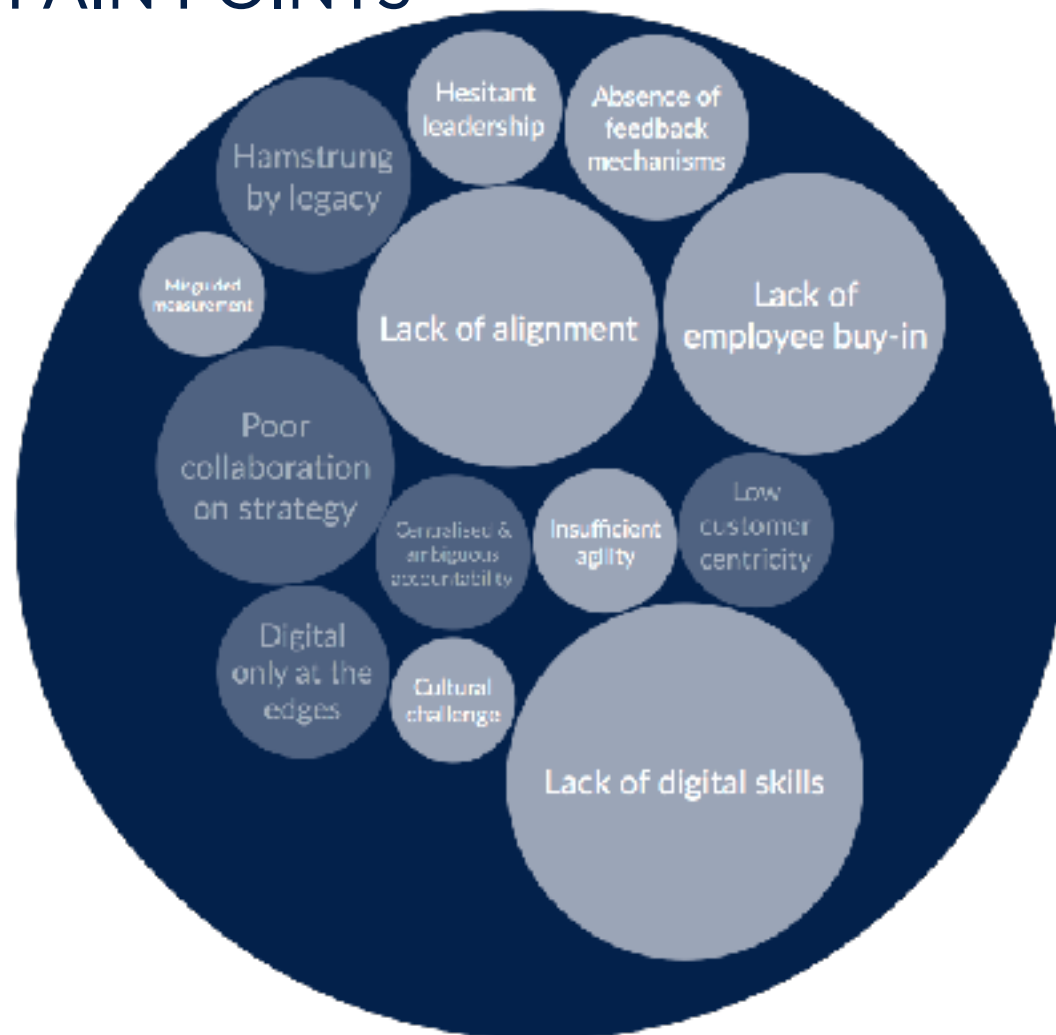 PAIN POINTS
Hesitant
leadership
Absence of
feedback
mechanisms
Hamstrung
by legacy
Misguided
measurement
Lack of alignment
Lack of
employee buy-in
Poor
collaboration
on strategy
Centralised &
ambiguous
accountability
Insufficient
agility
Low
customer
centricity
Digital
only at the
edges
Cultural
challenge
Lack of digital skills